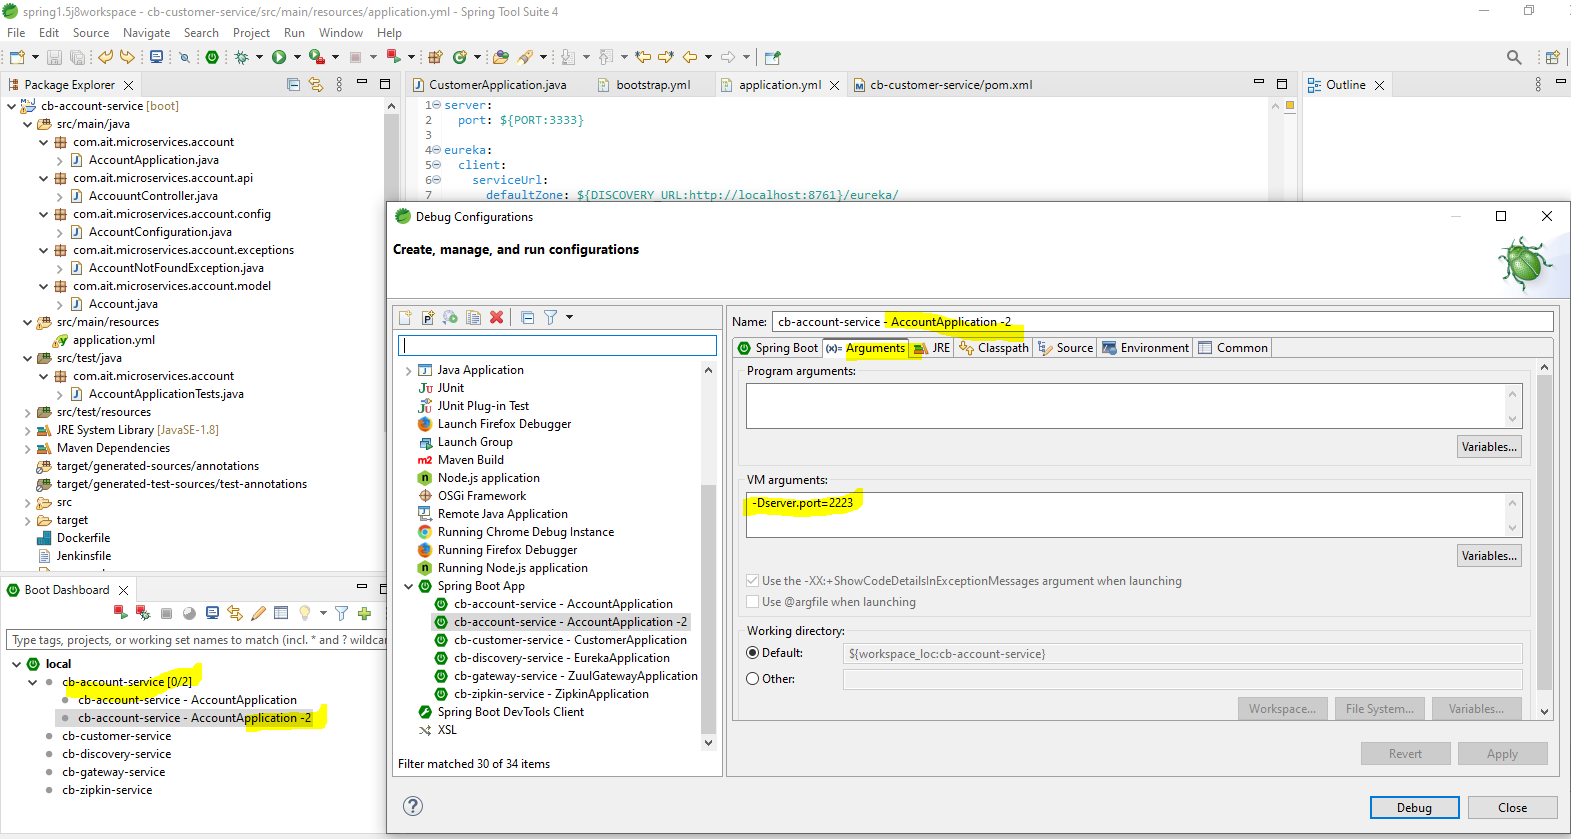 spring1.5j8workspace - cb-customer-service/src/main/resources/application.yml - Spring Tool Suite 4
File Edit Source Navigate Search Project Run Window Help
Package Explorer
cb-account-service [boot]
src/main/java
com.ait.microservices.account
AccountApplication.java
com.ait.microservices.account.api
AccouuntController.java
com.ait.microservices.account.config
AccountConfiguration.java
com.ait.microservices.account.exceptions
AccountNotFoundException.java
com.ait.microservices.account.model
Account.java
src/main/resources
application.yml
src/test/java
com.ait.microservices.account
AccountApplicationTests.java
src/test/resources
JRE System Library [JavaSE-1.8]
Maven Dependencies
target/generated-sources/annotations
target/generated-test-sources/test-annotations
src
target
Dockerfile
Jenkinsfile
Boot Dashboard
Type tags, projects, or working set names to match (incl. * and ? wildcar
local
cb-account-service [0/2]
cb-account-service - AccountApplication
cb-account-service - AccountApplication -2
cb-customer-service
cb-discovery-service
cb-gateway-service
cb-zipkin-service
CustomerApplication.java bootstrap.yml application.yml cb-customer-service/pom.xml
1 server:
2 port: ${PORT:3333}
3
4 eureka:
5 client:
6 serviceUrl:
7 defaultZone: ${DISCOVERY_URL:http://localhost:8761}/eureka/
Outline
Debug Configurations
Create, manage, and run configurations
Java Application
JUnit
JUnit Plug-in Test
Launch Firefox Debugger
Launch Group
Maven Build
Node.js application
OSGi Framework
Remote Java Application
Running Chrome Debug Instance
Running Firefox Debugger
Running Node.js application
Spring Boot App
cb-account-service - AccountApplication
cb-account-service - AccountApplication -2
cb-customer-service - CustomerApplication
cb-discovery-service - EurekaApplication
cb-gateway-service - ZuulGatewayApplication
cb-zipkin-service - ZipkinApplication
Spring Boot DevTools Client
XSL
Filter matched 30 of 34 items
Name: cb-account-service - AccountApplication -2
Spring Boot (x)= Arguments JRE Classpath Source Environment Common
Program arguments:
Variables...
VM arguments:
-Dserver.port=2223
Variables...
Use the -XX:+ShowCodeDetailsInExceptionMessages argument when launching
Use @argfile when launching
Working directory:
Default: ${workspace_loc:cb-account-service}
Other:
Workspace... File System... Variables...
Revert Apply
Debug Close